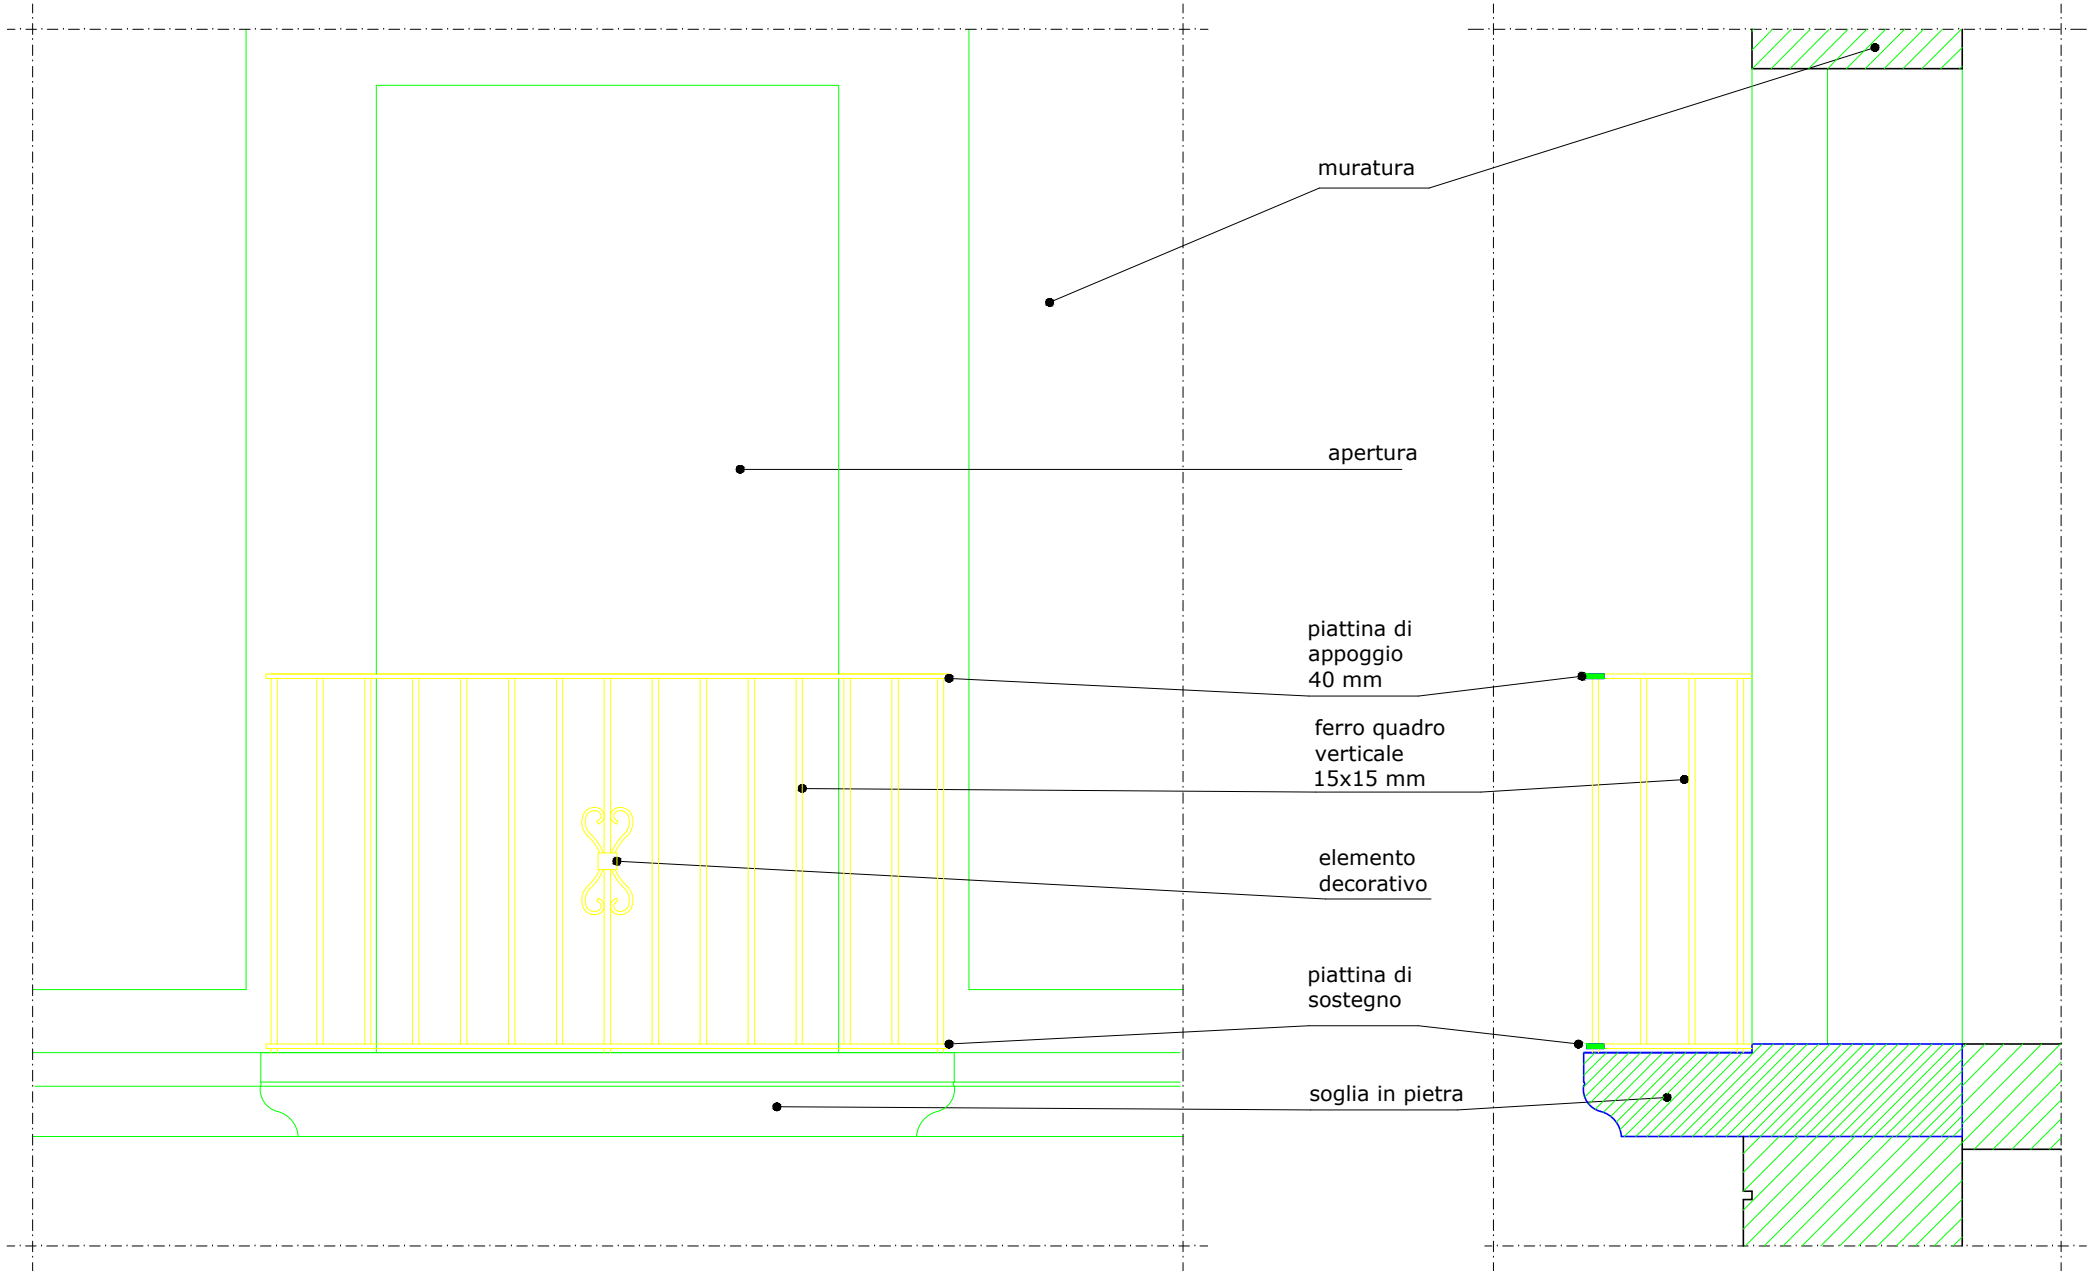 muratura
apertura
piattina di
appoggio
40 mm
ferro quadro
verticale
15x15 mm
elemento
decorativo
piattina di
sostegno
soglia in pietra